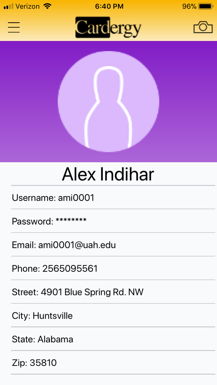 Verizon 6:40 PM 96%
Cardergy
Alex Indihar
Username: ami0001
Password: ********
Email: ami0001@uah.edu
Phone: 2565095561
Street: 4901 Blue Spring Rd. NW
City: Huntsville
State: Alabama
Zip: 35810